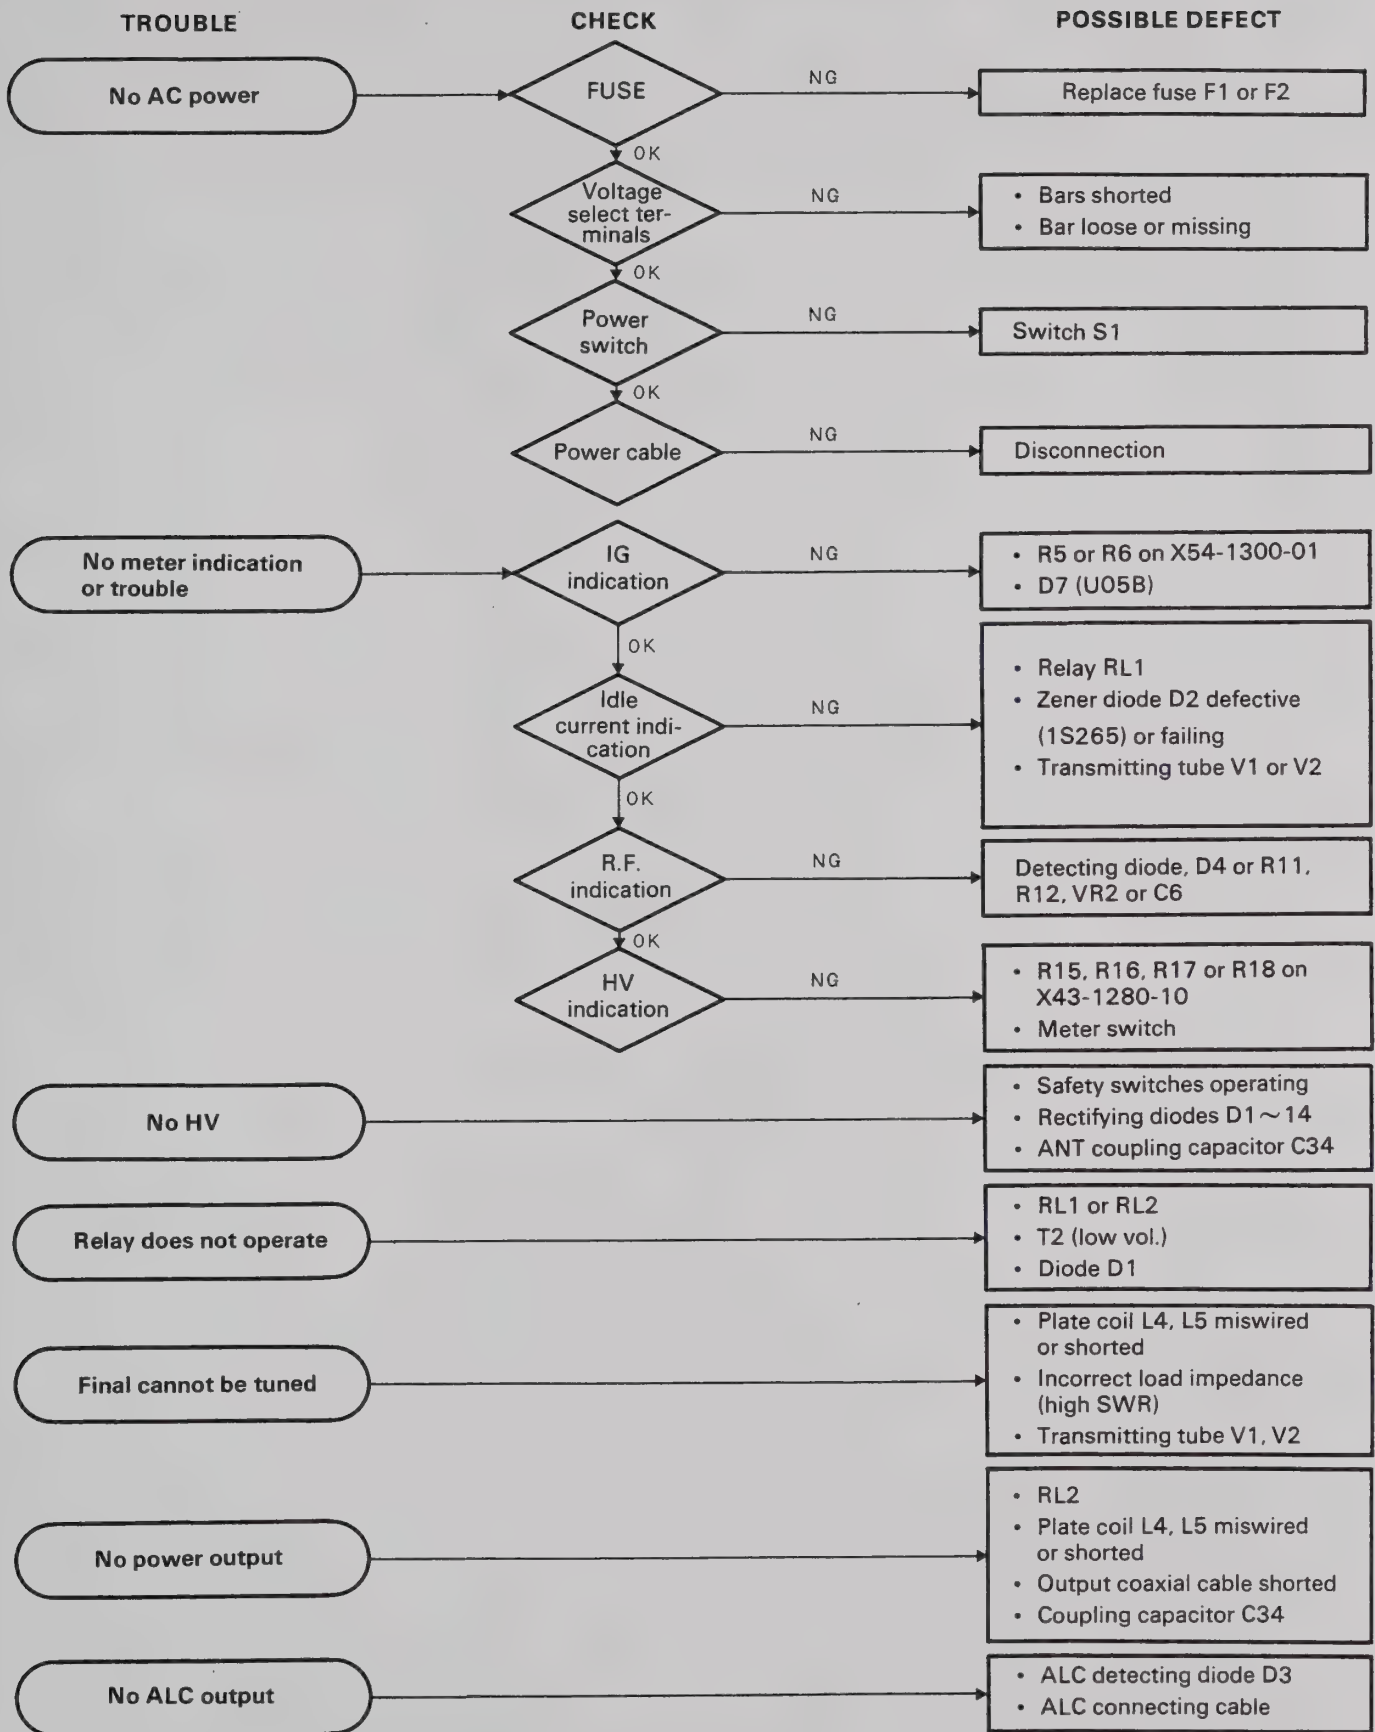 TROUBLE
CHECK
POSSIBLE DEFECT
No AC power
FUSE
NG
Replace fuse F1 or F2
OK
Voltage
select ter-
minals
NG
• Bars shorted
• Bar loose or missing
OK
Power
switch
NG
Switch S1
OK
Power cable
NG
Disconnection
No meter indication
or trouble
IG
indication
NG
• R5 or R6 on X54-1300-01
• D7 (U05B)
OK
Idle
current indi-
cation
NG
• Relay RL1
• Zener diode D2 defective
(1S265) or failing
• Transmitting tube V1 or V2
OK
R.F.
indication
NG
Detecting diode, D4 or R11,
R12, VR2 or C6
OK
HV
indication
NG
• R15, R16, R17 or R18 on
X43-1280-10
• Meter switch
No HV
• Safety switches operating
• Rectifying diodes D1~14
• ANT coupling capacitor C34
Relay does not operate
• RL1 or RL2
• T2 (low vol.)
• Diode D1
Final cannot be tuned
• Plate coil L4, L5 miswired
or shorted
• Incorrect load impedance
(high SWR)
• Transmitting tube V1, V2
No power output
• RL2
• Plate coil L4, L5 miswired
or shorted
• Output coaxial cable shorted
• Coupling capacitor C34
No ALC output
• ALC detecting diode D3
• ALC connecting cable